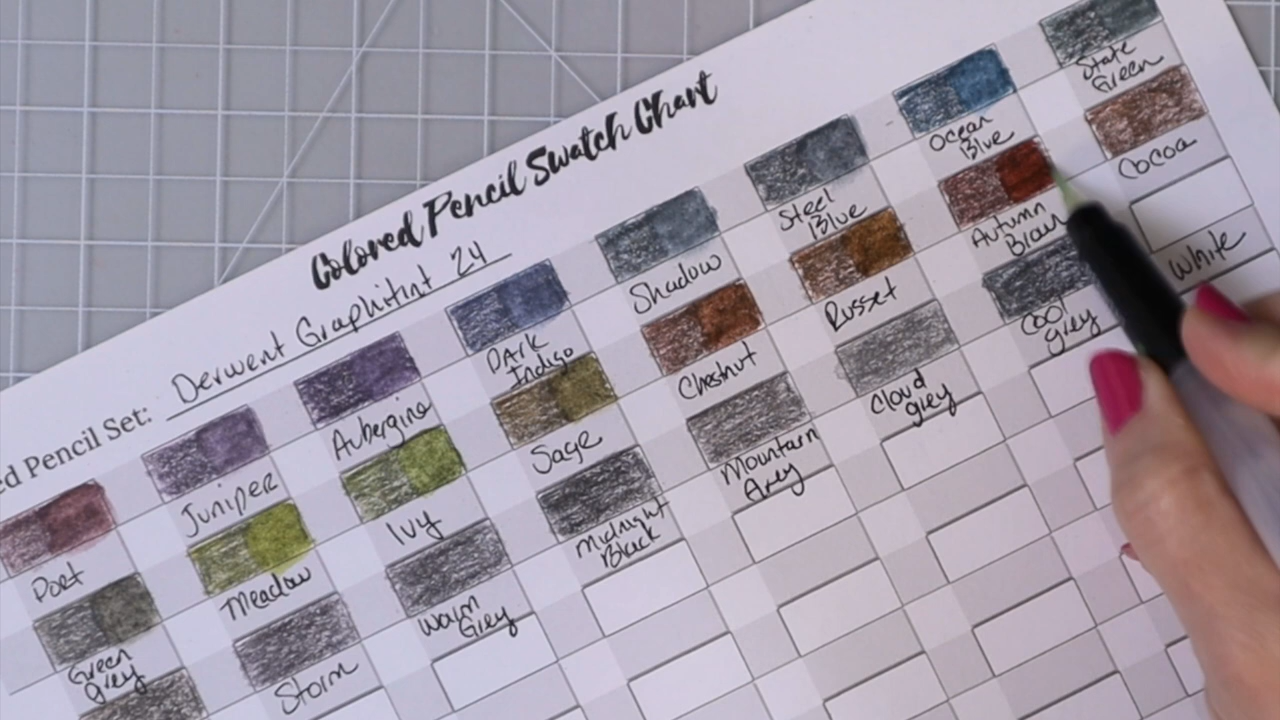 Colored Pencil Swatch Chart
ed Pencil Set: Derwent Graphitint 24
Port
Juniper
Aubergine
Dark
Indigo
Shadow
Steel
Blue
Ocean
Blue
State
Green
Green
grey
Meadow
Ivy
Sage
Chestnut
Russet
Autumn
Brown
Cocoa
Storm
Warm
Grey
Midnight
Black
Mountain
Grey
Cloud
grey
Cool
grey
White